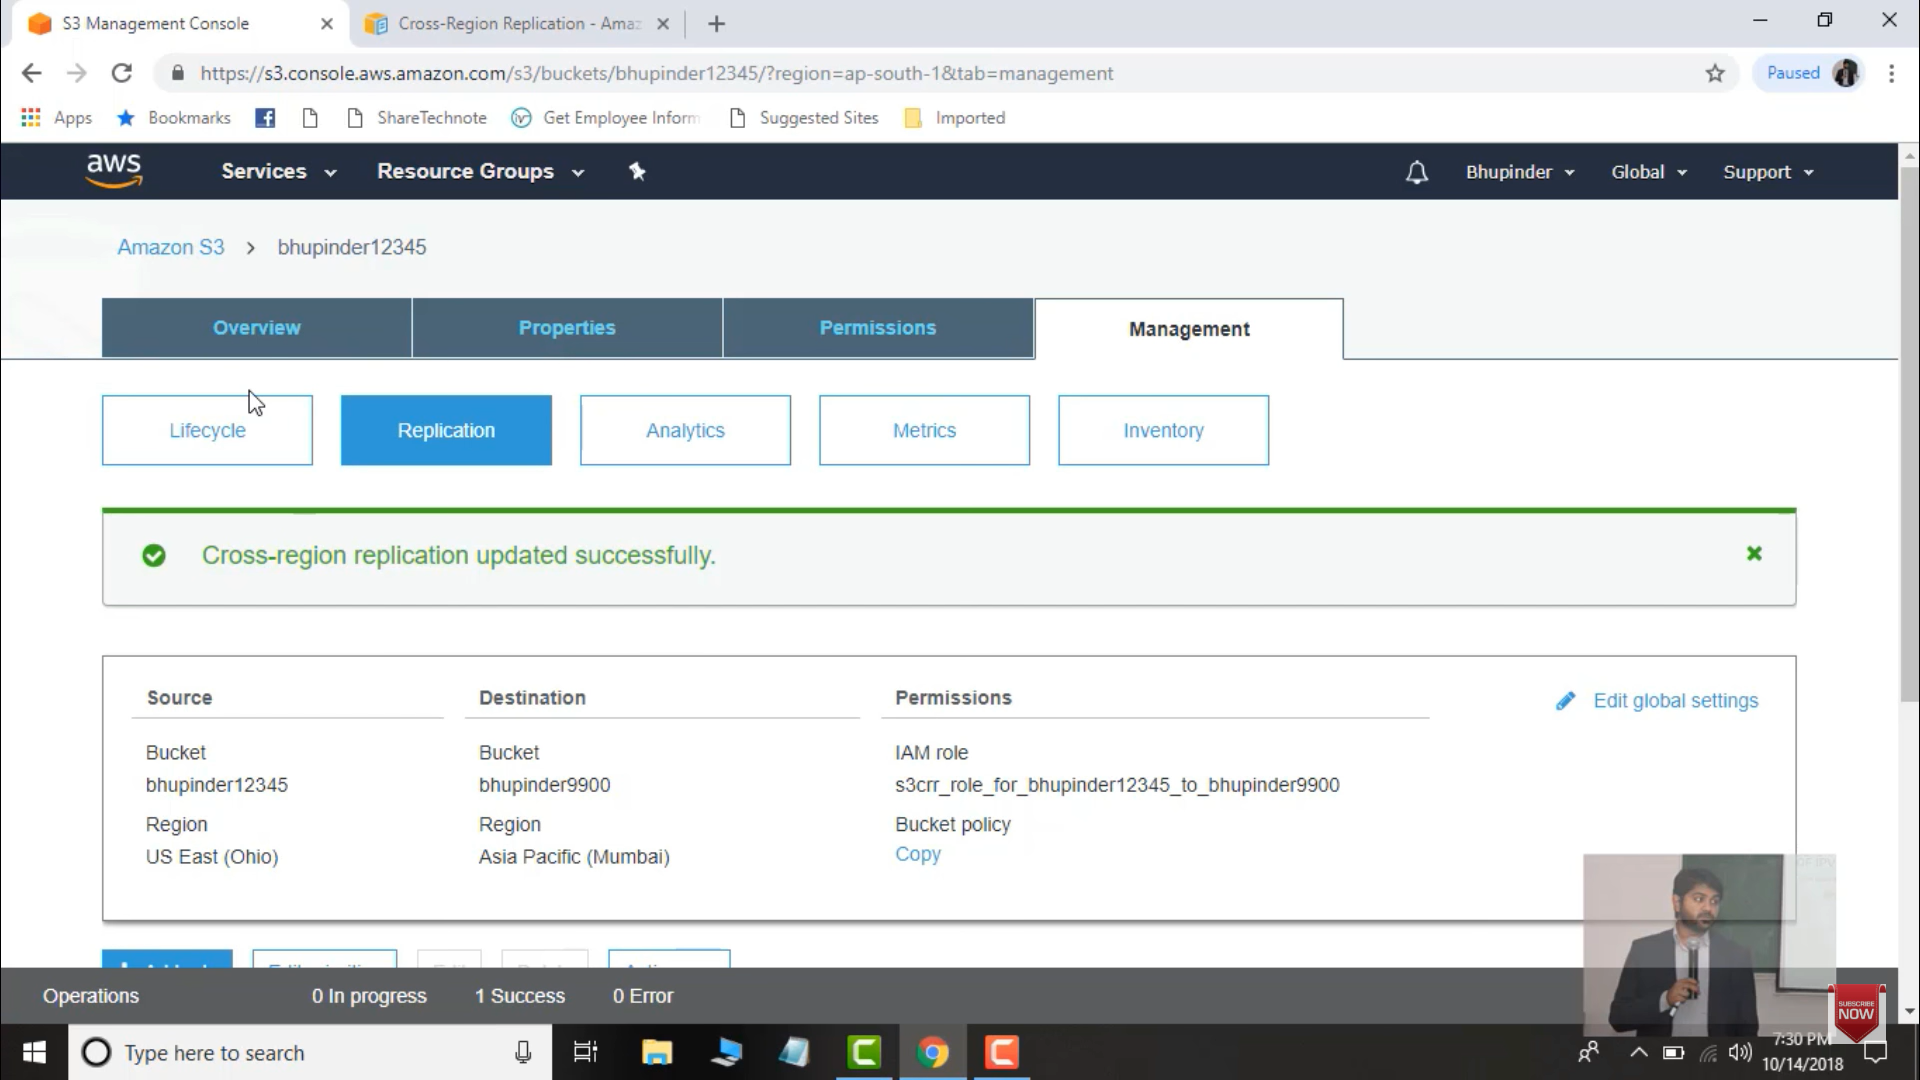 S3 Management Console
Cross-Region Replication - Amaz
https://s3.console.aws.amazon.com/s3/buckets/bhupinder12345/?region=ap-south-1&tab=management
Paused
Apps
Bookmarks
ShareTechnote
Get Employee Inform
Suggested Sites
Imported
aws
Services
Resource Groups
Bhupinder
Global
Support
Amazon S3 > bhupinder12345
Overview
Properties
Permissions
Management
Lifecycle
Replication
Analytics
Metrics
Inventory
Cross-region replication updated successfully.
Source
Destination
Permissions
Edit global settings
Bucket
Bucket
IAM role
bhupinder12345
bhupinder9900
s3crr_role_for_bhupinder12345_to_bhupinder9900
Region
Region
Bucket policy
US East (Ohio)
Asia Pacific (Mumbai)
Copy
Operations
0 In progress
1 Success
0 Error
SUBSCRIBE
NOW
Type here to search
7:30 PM
10/14/2018